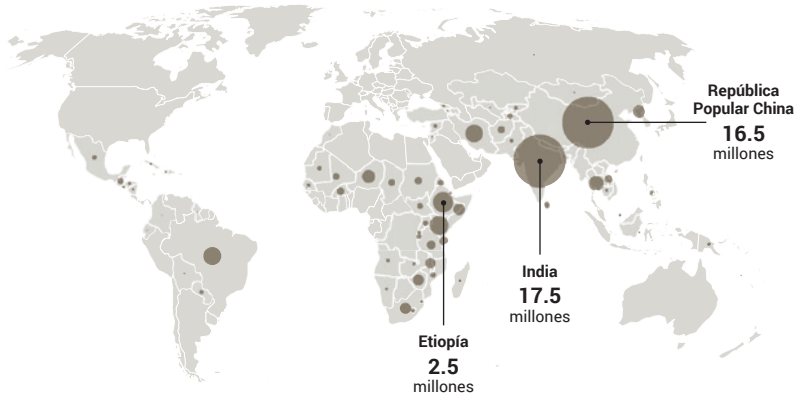 República
Popular China
16.5
millones
India
17.5
millones
Etiopía
2.5
millones